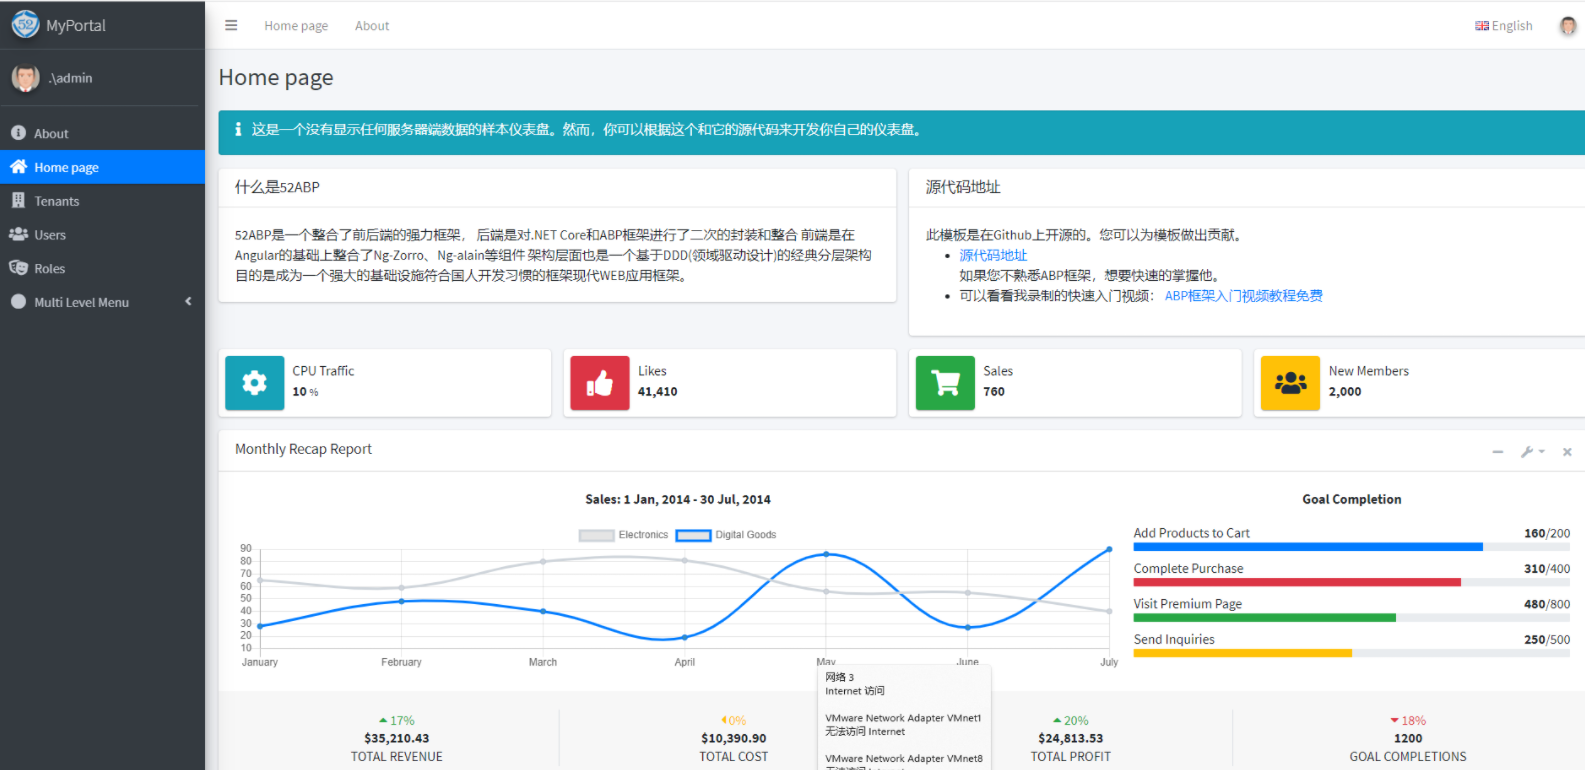 52
MyPortal
Home page
About
English
.\admin
About
Home page
Tenants
Users
Roles
Multi Level Menu
Home page
这是一个没有显示任何服务器端数据的样本仪表盘。然而，你可以根据这个和它的源代码来开发你自己的仪表盘。
什么是52ABP
52ABP是一个整合了前后端的强力框架， 后端是对.NET Core和ABP框架进行了二次的封装和整合 前端是在
Angular的基础上整合了Ng-Zorro、Ng-alain等组件 架构层面也是一个基于DDD(领域驱动设计)的经典分层架构
目的是成为一个强大的基础设施符合国人开发习惯的框架现代WEB应用框架。
源代码地址
此模板是在Github上开源的。您可以为模板做出贡献。
源代码地址
如果您不熟悉ABP框架，想要快速的掌握他。
可以看看我录制的快速入门视频： ABP框架入门视频教程免费
CPU Traffic
10 %
Likes
41,410
Sales
760
New Members
2,000
Monthly Recap Report
Sales: 1 Jan, 2014 - 30 Jul, 2014
Electronics
Digital Goods
90
80
70
60
50
40
30
20
10
January
February
March
April
May
June
July
Goal Completion
Add Products to Cart
160/200
Complete Purchase
310/400
Visit Premium Page
480/800
Send Inquiries
250/500
网络 3
Internet 访问
VMware Network Adapter VMnet1
无法访问 Internet
VMware Network Adapter VMnet8
17%
$35,210.43
TOTAL REVENUE
0%
$10,390.90
TOTAL COST
20%
$24,813.53
TOTAL PROFIT
18%
1200
GOAL COMPLETIONS